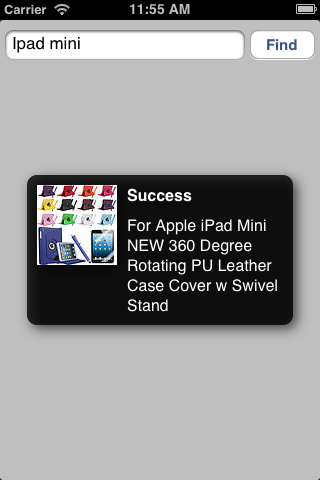 Carrier 11:55 AM
Ipad mini Find
Success
For Apple iPad Mini
NEW 360 Degree
Rotating PU Leather
Case Cover w Swivel
Stand